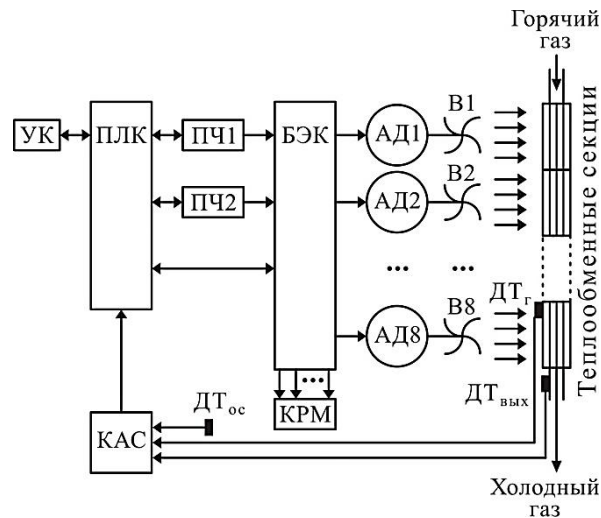 Горячий
газ
В1
УК
ПЛК
ПЧ1
БЭК
АД1
В2
ПЧ2
АД2
Теплообменные секции
...
...
ДТг
В8
АД8
...
ДТвых
ДТос
КРМ
КАС
Холодный
газ